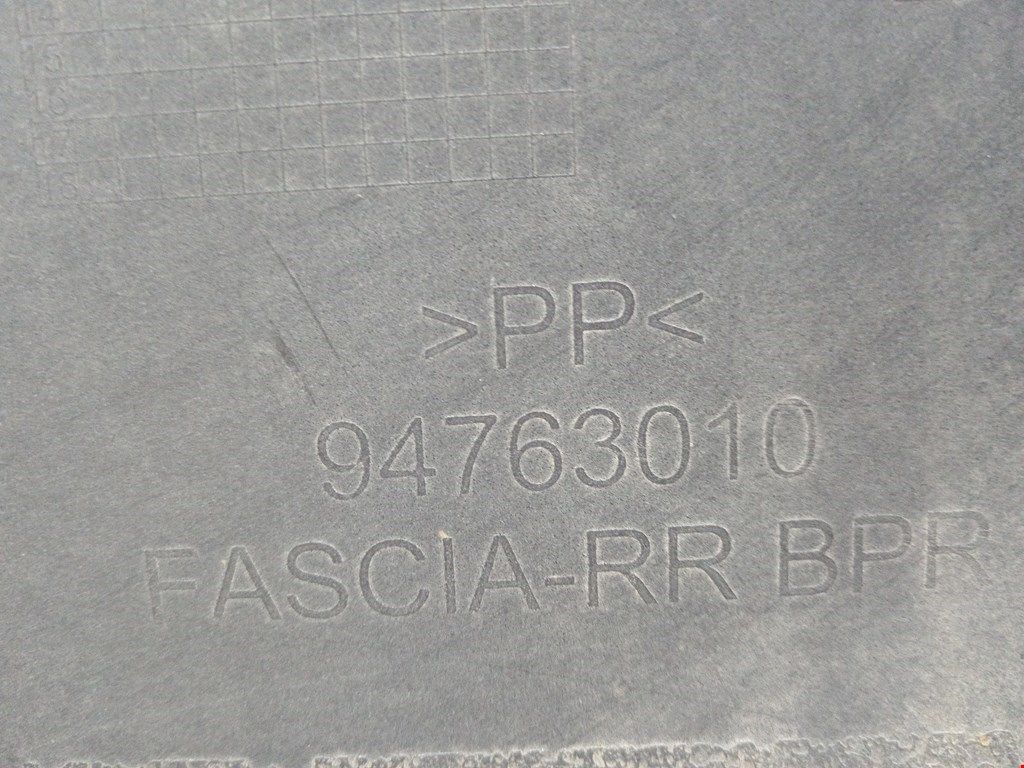 >PP<
94763010
FASCIA-RR BPR